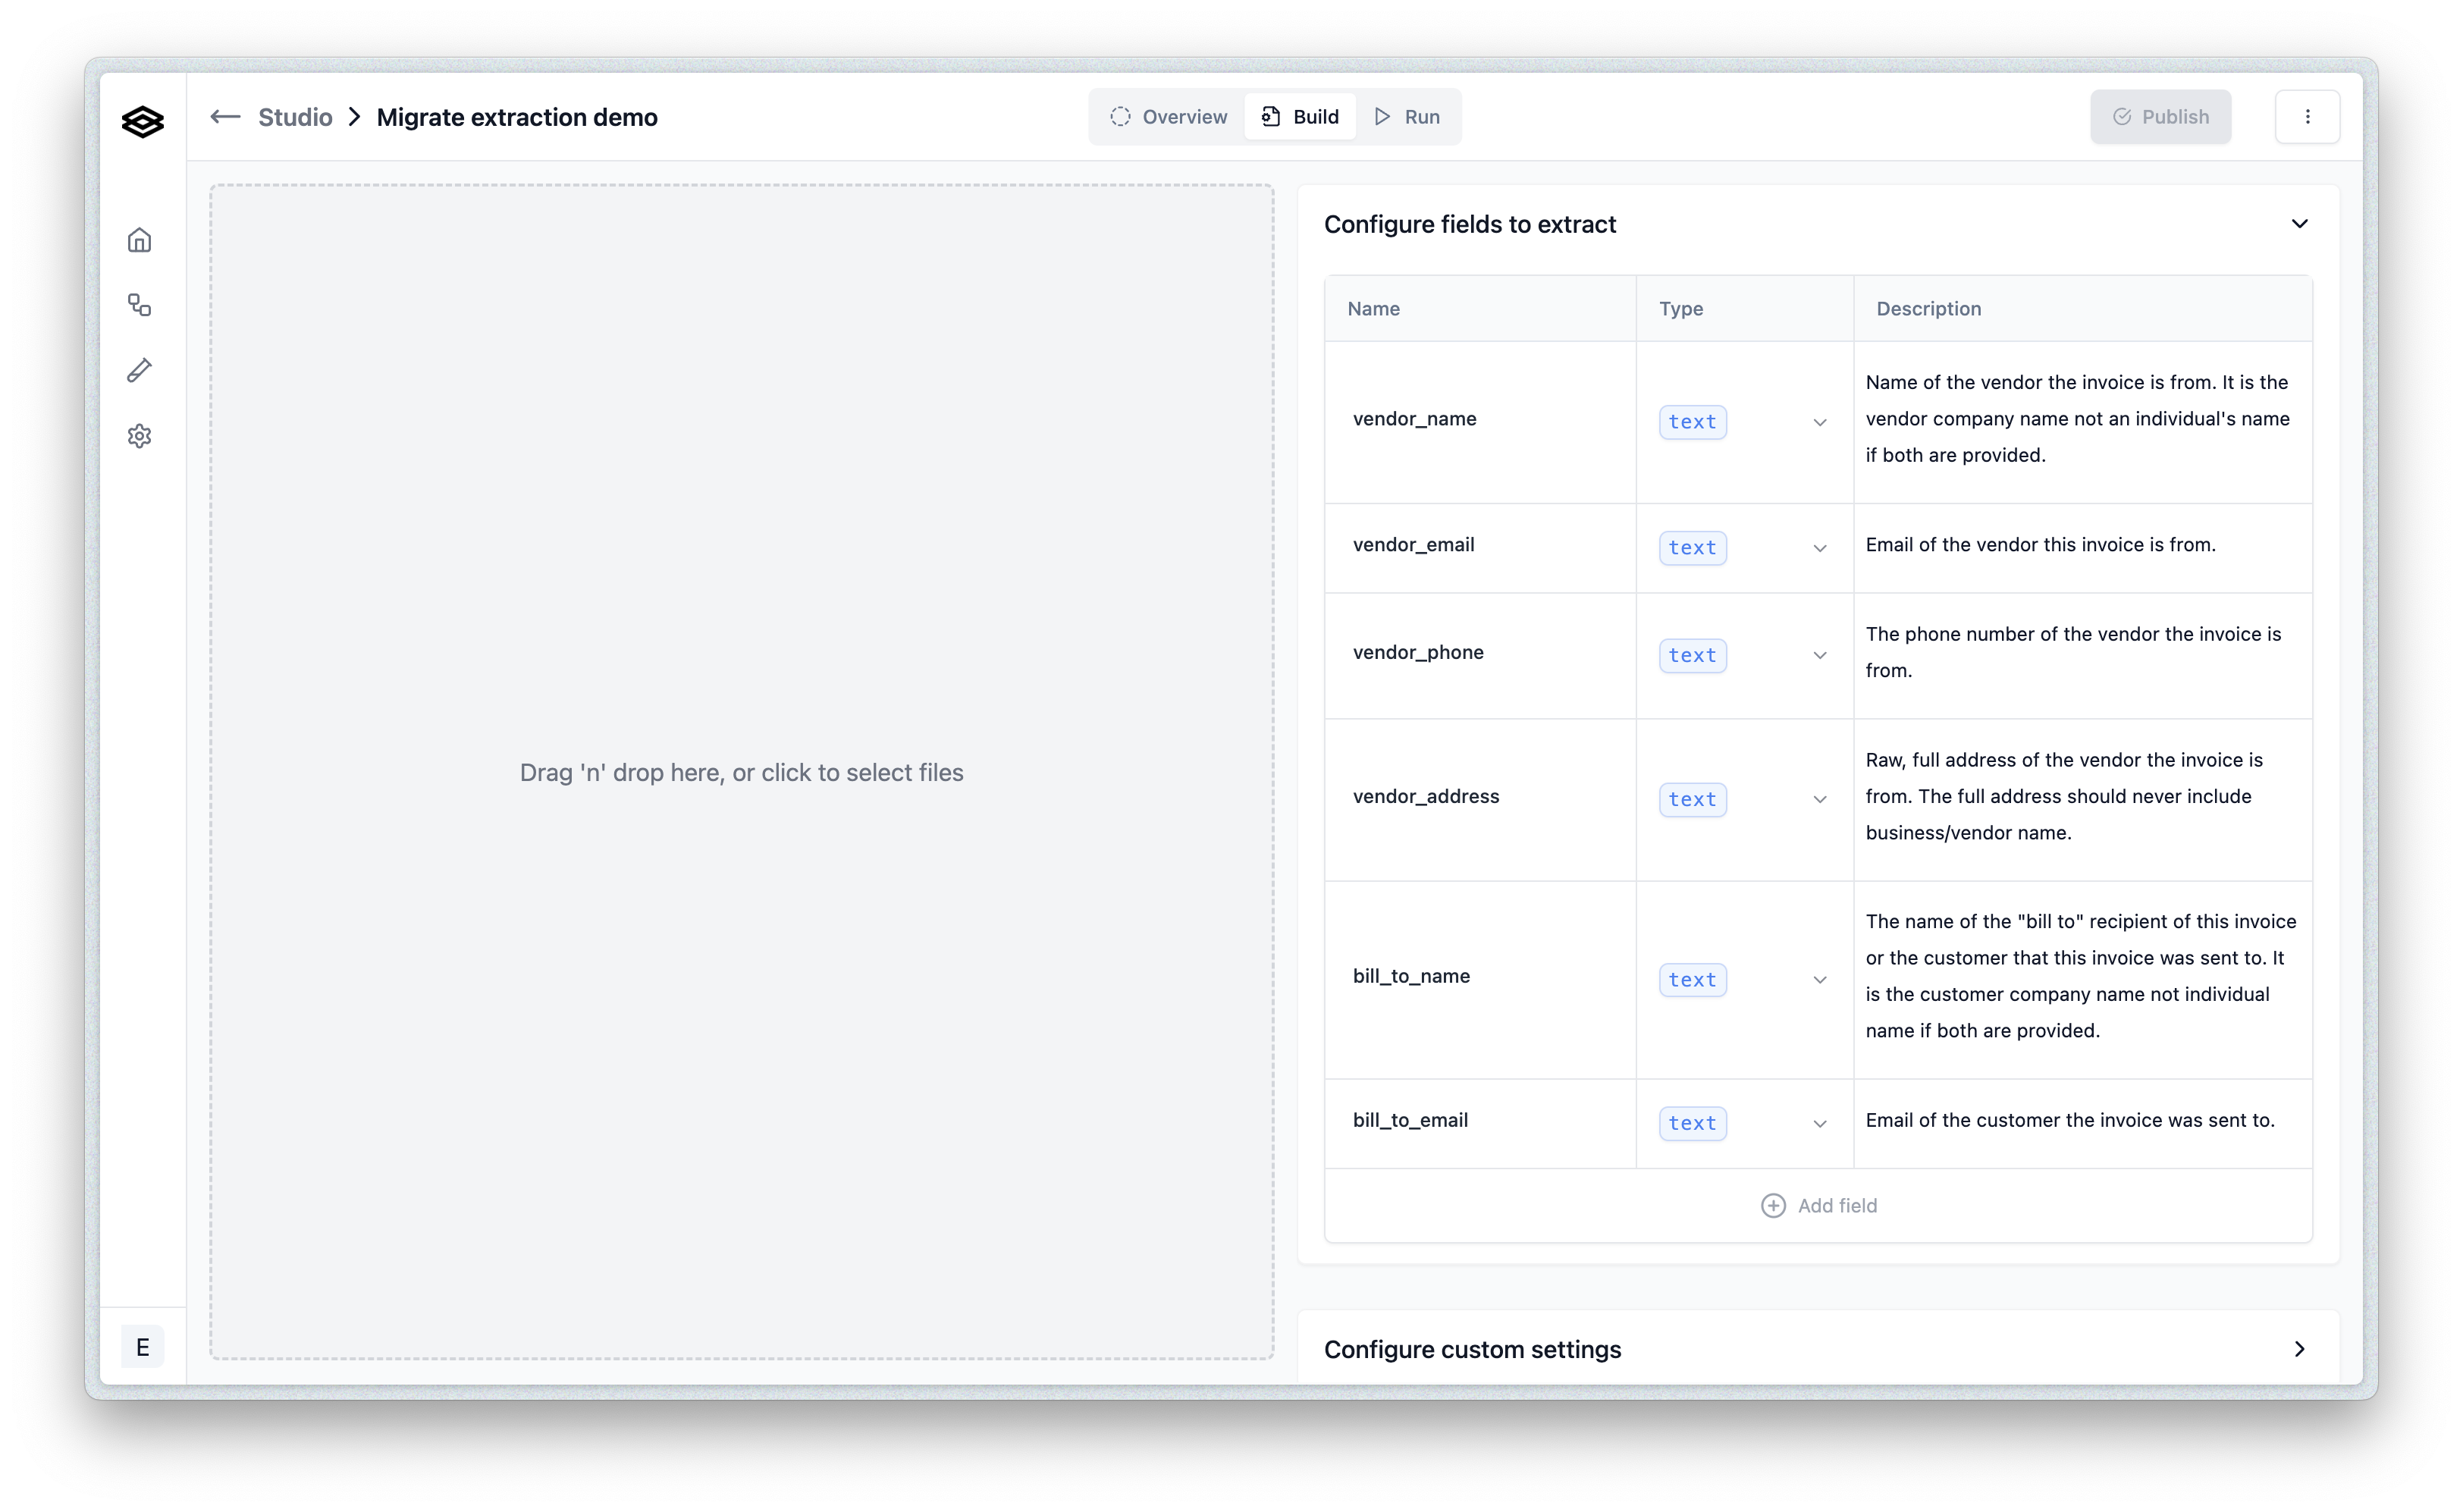 Studio
Migrate extraction demo
Overview
Build
Run
Publish
Drag 'n' drop here, or click to select files
Configure fields to extract
Name
Type
Description
vendor_name
text
Name of the vendor the invoice is from. It is the
vendor company name not an individual's name
if both are provided.
vendor_email
text
Email of the vendor this invoice is from.
vendor_phone
text
The phone number of the vendor the invoice is
from.
vendor_address
text
Raw, full address of the vendor the invoice is
from. The full address should never include
business/vendor name.
bill_to_name
text
The name of the "bill to" recipient of this invoice
or the customer that this invoice was sent to. It
is the customer company name not individual
name if both are provided.
bill_to_email
text
Email of the customer the invoice was sent to.
Add field
Configure custom settings
E